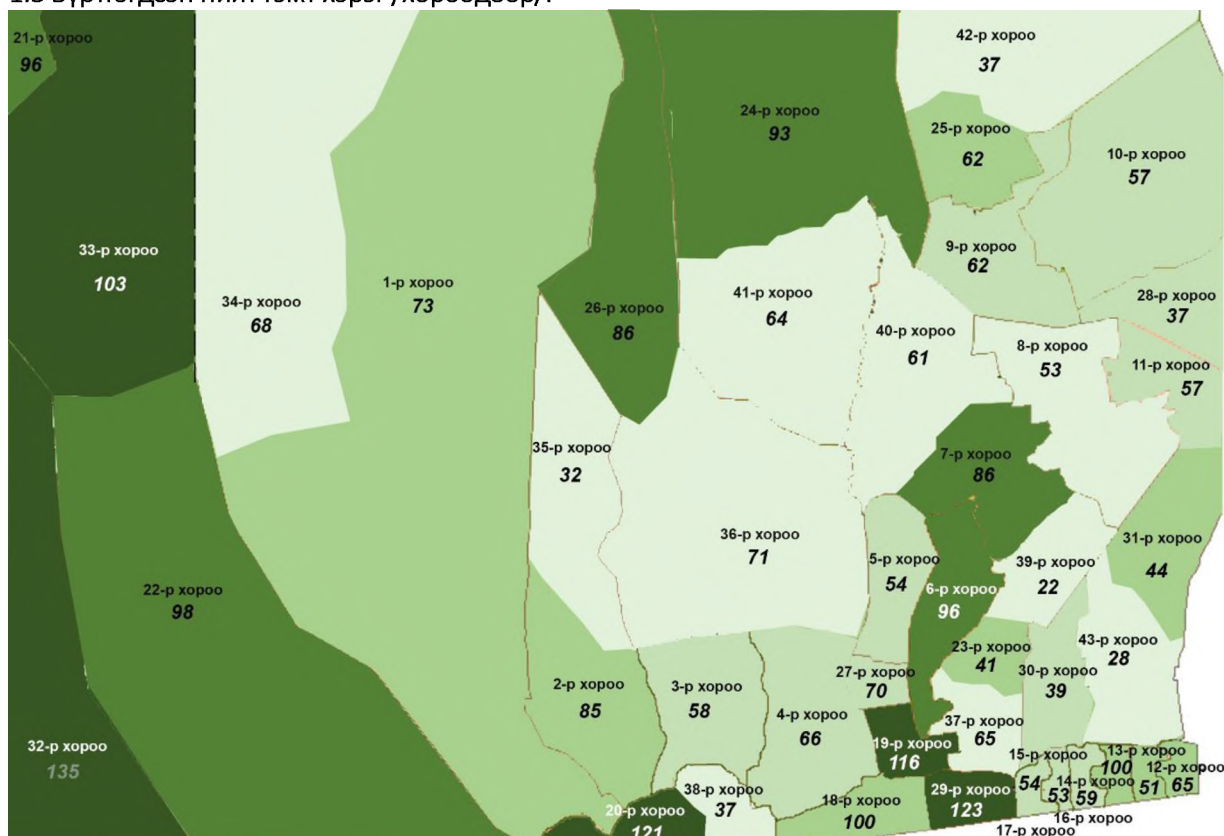 21-р хороо
96
42-р хороо
37
24-р хороо
93
25-р хороо
62
10-р хороо
57
33-р хороо
103
9-р хороо
62
34-р хороо
68
1-р хороо
73
26-р хороо
86
41-р хороо
64
28-р хороо
37
40-р хороо
61
8-р хороо
53
11-р хороо
57
35-р хороо
32
7-р хороо
86
36-р хороо
71
5-р хороо
54
39-р хороо
22
31-р хороо
44
22-р хороо
98
6-р хороо
96
23-р хороо
41
43-р хороо
28
30-р хороо
39
2-р хороо
85
3-р хороо
58
27-р хороо
70
4-р хороо
66
37-р хороо
65
32-р хороо
135
19-р хороо
116
15-р хороо
54
13-р хороо
100
12-р хороо
65
14-р хороо
59
53
51
38-р хороо
37
29-р хороо
123
18-р хороо
100
20-р хороо
121
16-р хороо
17-р хороо